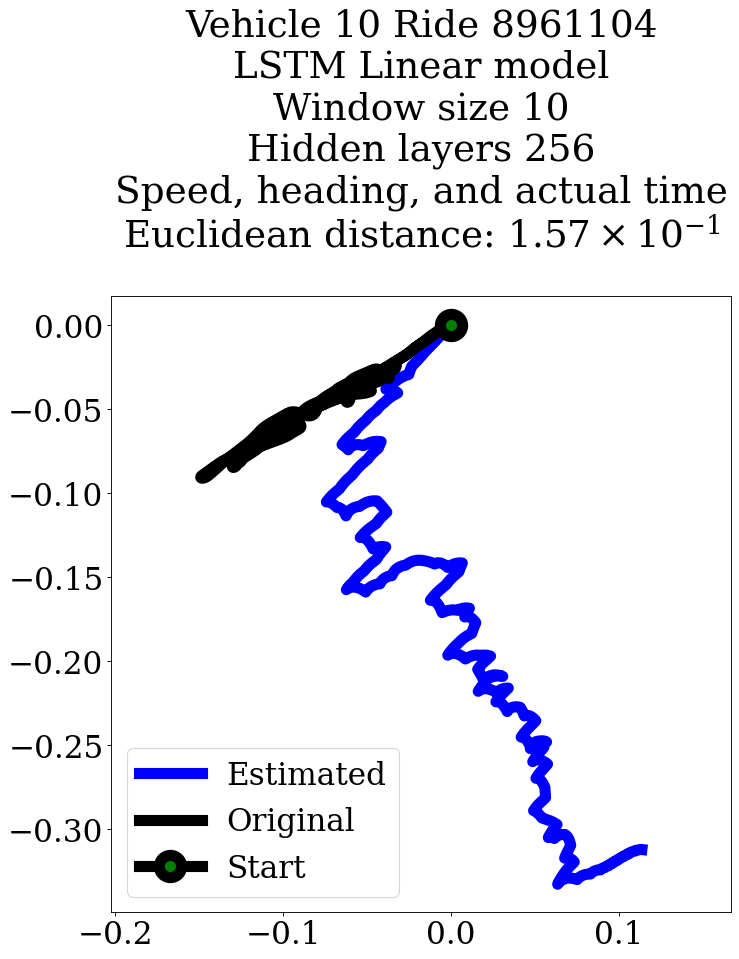 Vehicle 10 Ride 8961104
LSTM Linear model
Window size 10
Hidden layers 256
Speed, heading, and actual time
Euclidean distance: 1.57 × 10⁻¹
0.00
−0.05
−0.10
−0.15
−0.20
−0.25
−0.30
Estimated
Original
Start
−0.2 −0.1 0.0 0.1